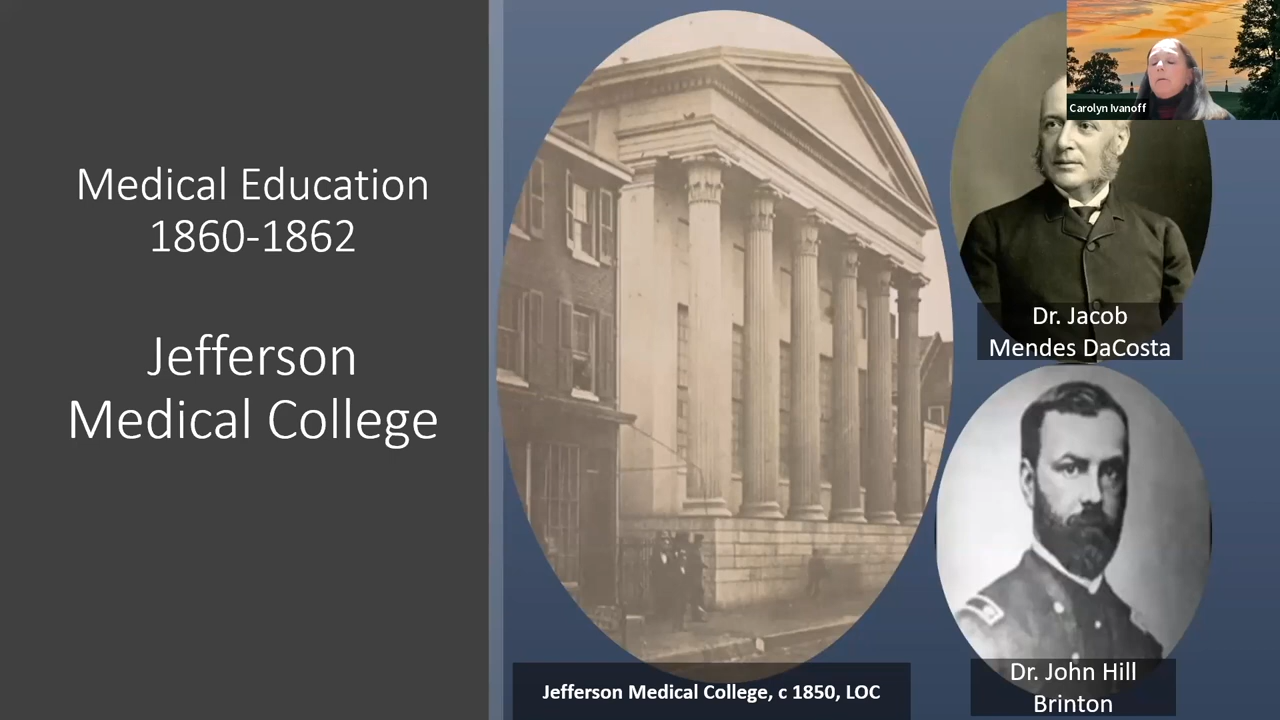 Medical Education
1860-1862
Jefferson
Medical College
Carolyn Ivanoff
Dr. Jacob
Mendes DaCosta
Dr. John Hill
Brinton
Jefferson Medical College, c 1850, LOC